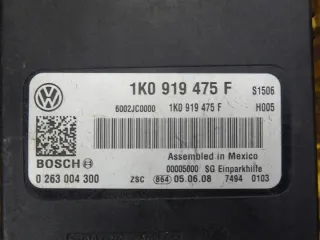 1K0 919 475 F S1506
6002JC0000 1K0 919 475 F H005
BOSCH
Assembled in Mexico
00005000 SG Einparkhilfe
0 263 004 300 ZSC 864 05.06.08 7494 0103